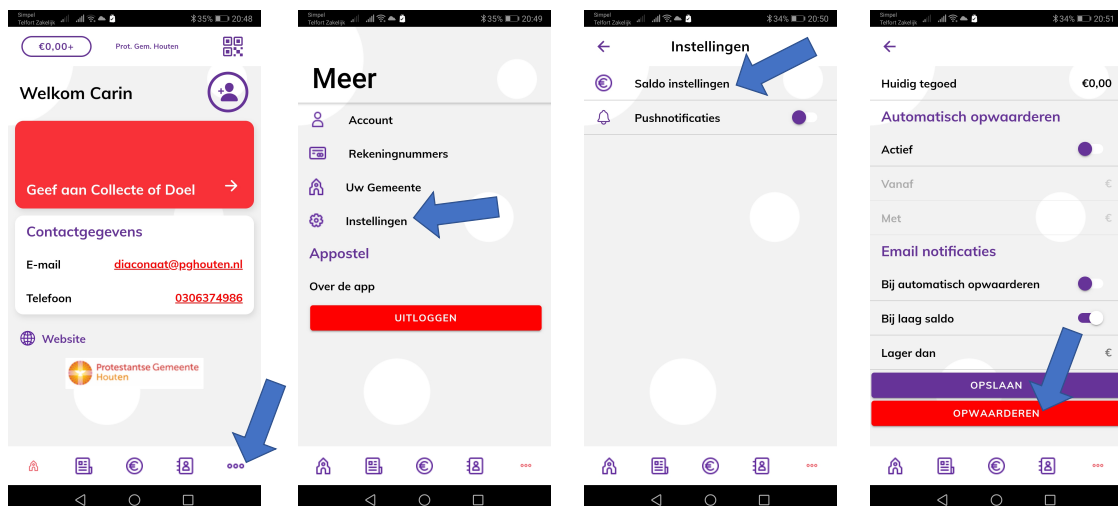 Simpel
Telfort Zakelijk
35% 20:48
€0,00+
Prot. Gem. Houten
Welkom Carin
Geef aan Collecte of Doel
Contactgegevens
E-mail diaconaat@pghouten.nl
Telefoon 0306374986
Website
Protestantse Gemeente
Houten
Simpel
Telfort Zakelijk
35% 20:49
Meer
Account
Rekeningnummers
Uw Gemeente
Instellingen
Appostel
Over de app
UITLOGGEN
Simpel
Telfort Zakelijk
34% 20:50
Instellingen
Saldo instellingen
Pushnotificaties
Simpel
Telfort Zakelijk
34% 20:51
Huidig tegoed €0,00
Automatisch opwaarderen
Actief
Vanaf €
Met €
Email notificaties
Bij automatisch opwaarderen
Bij laag saldo
Lager dan €
OPSLAAN
OPWAARDEREN